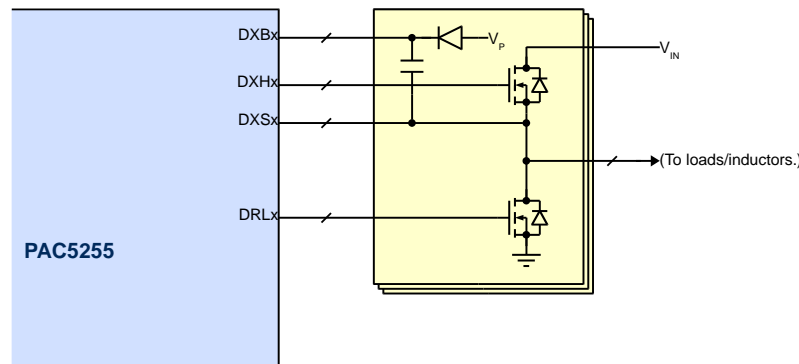 DXBx
V_P
V_IN
DXHx
DXSx
(To loads/inductors.)
DRLx
PAC5255